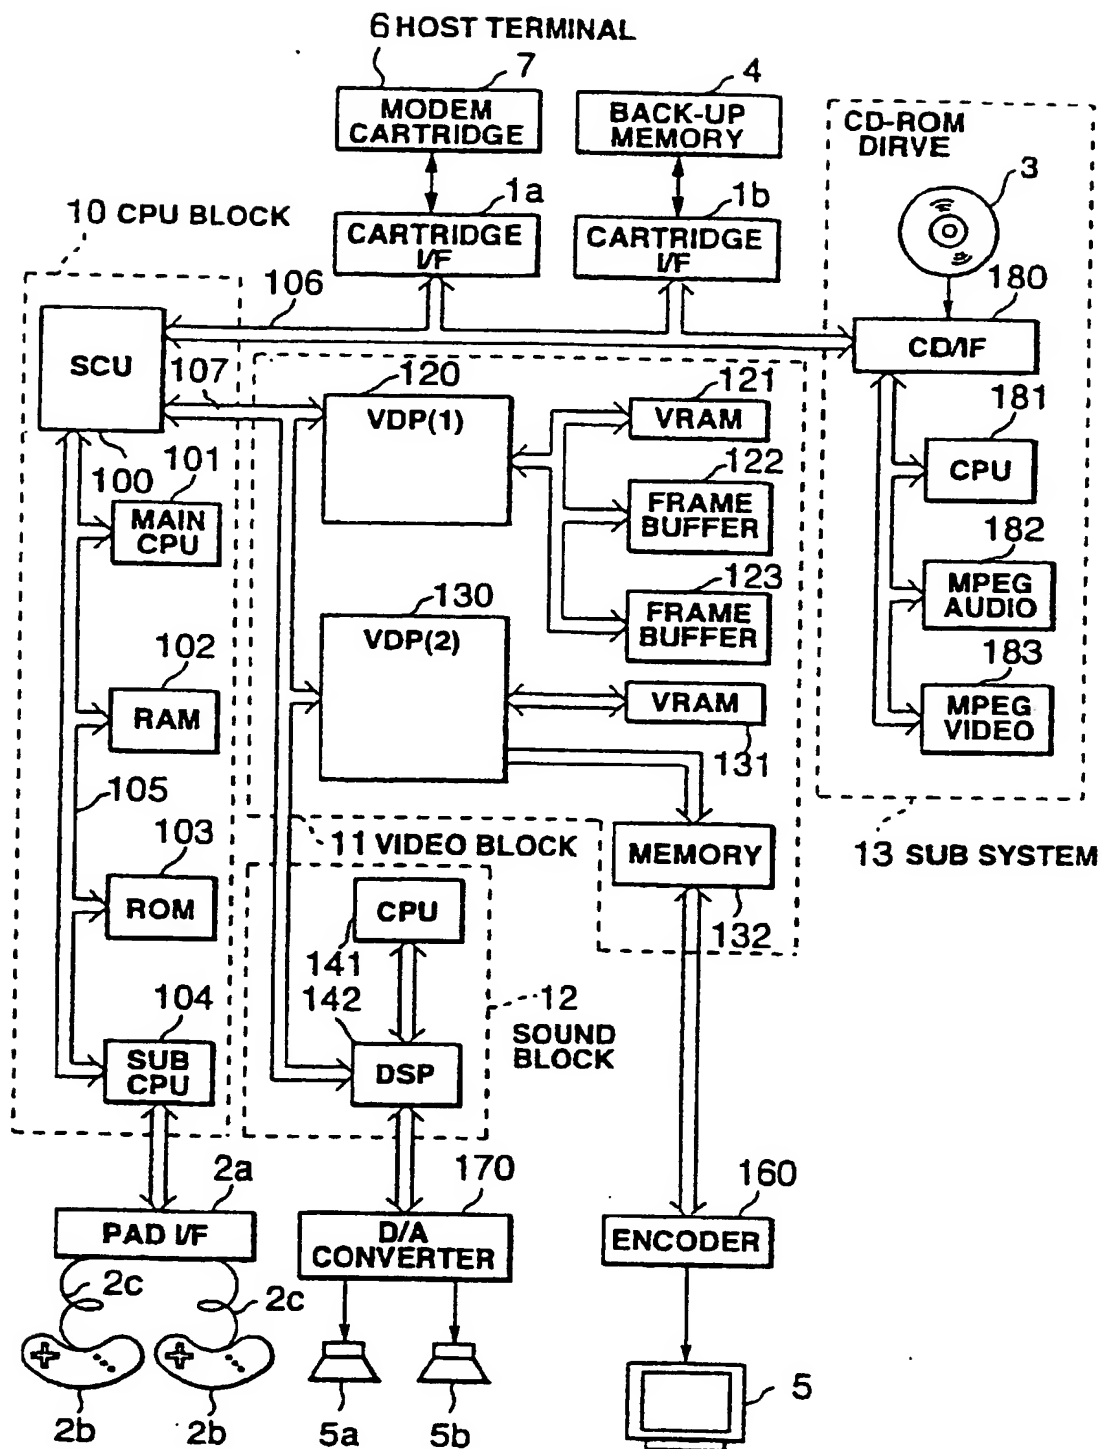 6 HOST TERMINAL
7
4
MODEM
CARTRIDGE
BACK-UP
MEMORY
CD-ROM
DIRVE
3
1a
1b
10 CPU BLOCK
CARTRIDGE
I/F
CARTRIDGE
I/F
106
180
SCU
CD/IF
107
120
121
VDP(1)
VRAM
181
100
101
122
CPU
MAIN
CPU
FRAME
BUFFER
182
123
MPEG
AUDIO
130
FRAME
BUFFER
VDP(2)
183
102
VRAM
MPEG
VIDEO
RAM
131
105
11 VIDEO BLOCK
103
MEMORY
13 SUB SYSTEM
ROM
CPU
132
141
104
142
12
SOUND
BLOCK
SUB
CPU
DSP
2a
170
160
PAD I/F
D/A
CONVERTER
ENCODER
2c
2c
5
2b
2b
5a
5b